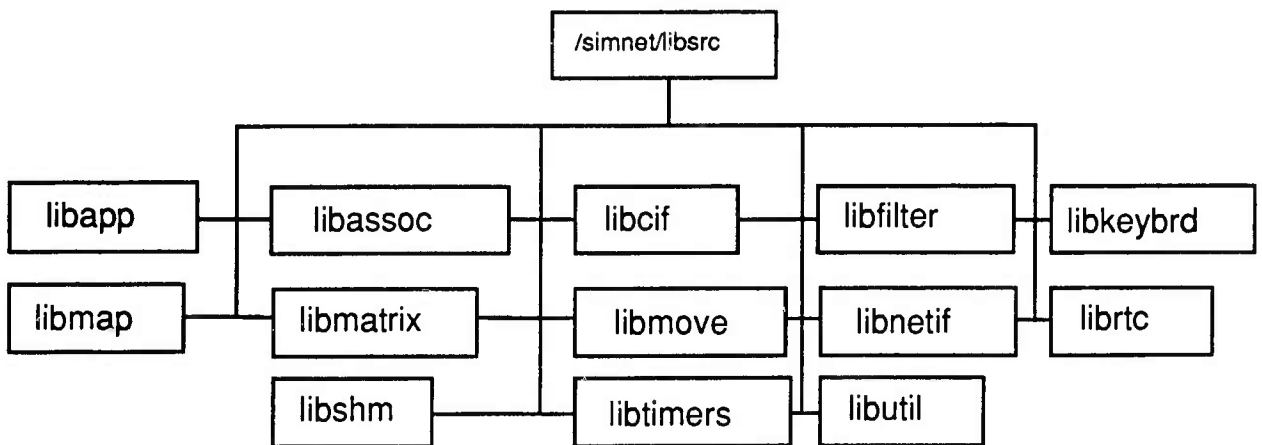 /simnet/libsrc
libapp
libassoc
libcif
libfilter
libkeybrd
libmap
libmatrix
libmove
libnetif
librtc
libshm
libtimers
libutil